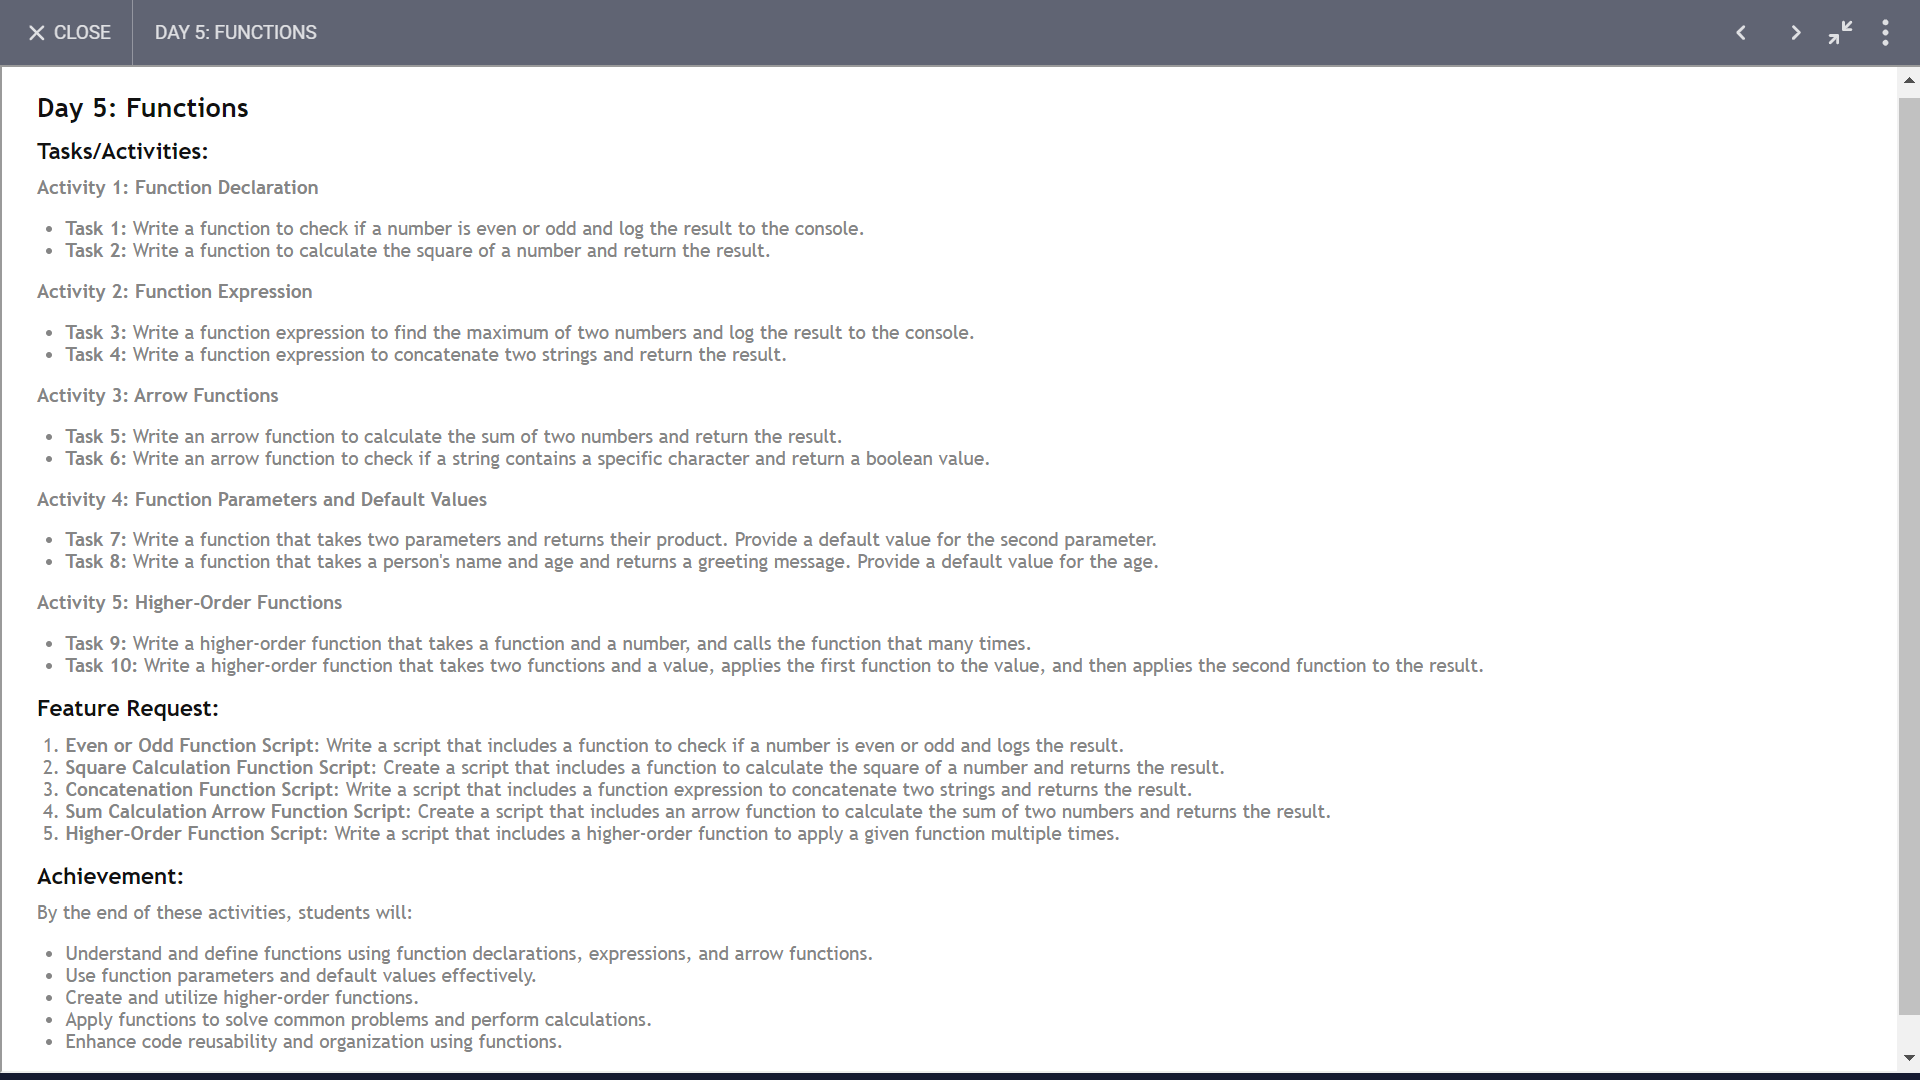 CLOSE
DAY 5: FUNCTIONS
Day 5: Functions
Tasks/Activities:
Activity 1: Function Declaration
• Task 1: Write a function to check if a number is even or odd and log the result to the console.
• Task 2: Write a function to calculate the square of a number and return the result.
Activity 2: Function Expression
• Task 3: Write a function expression to find the maximum of two numbers and log the result to the console.
• Task 4: Write a function expression to concatenate two strings and return the result.
Activity 3: Arrow Functions
• Task 5: Write an arrow function to calculate the sum of two numbers and return the result.
• Task 6: Write an arrow function to check if a string contains a specific character and return a boolean value.
Activity 4: Function Parameters and Default Values
• Task 7: Write a function that takes two parameters and returns their product. Provide a default value for the second parameter.
• Task 8: Write a function that takes a person's name and age and returns a greeting message. Provide a default value for the age.
Activity 5: Higher-Order Functions
• Task 9: Write a higher-order function that takes a function and a number, and calls the function that many times.
• Task 10: Write a higher-order function that takes two functions and a value, applies the first function to the value, and then applies the second function to the result.
Feature Request:
1. Even or Odd Function Script: Write a script that includes a function to check if a number is even or odd and logs the result.
2. Square Calculation Function Script: Create a script that includes a function to calculate the square of a number and returns the result.
3. Concatenation Function Script: Write a script that includes a function expression to concatenate two strings and returns the result.
4. Sum Calculation Arrow Function Script: Create a script that includes an arrow function to calculate the sum of two numbers and returns the result.
5. Higher-Order Function Script: Write a script that includes a higher-order function to apply a given function multiple times.
Achievement:
By the end of these activities, students will:
• Understand and define functions using function declarations, expressions, and arrow functions.
• Use function parameters and default values effectively.
• Create and utilize higher-order functions.
• Apply functions to solve common problems and perform calculations.
• Enhance code reusability and organization using functions.